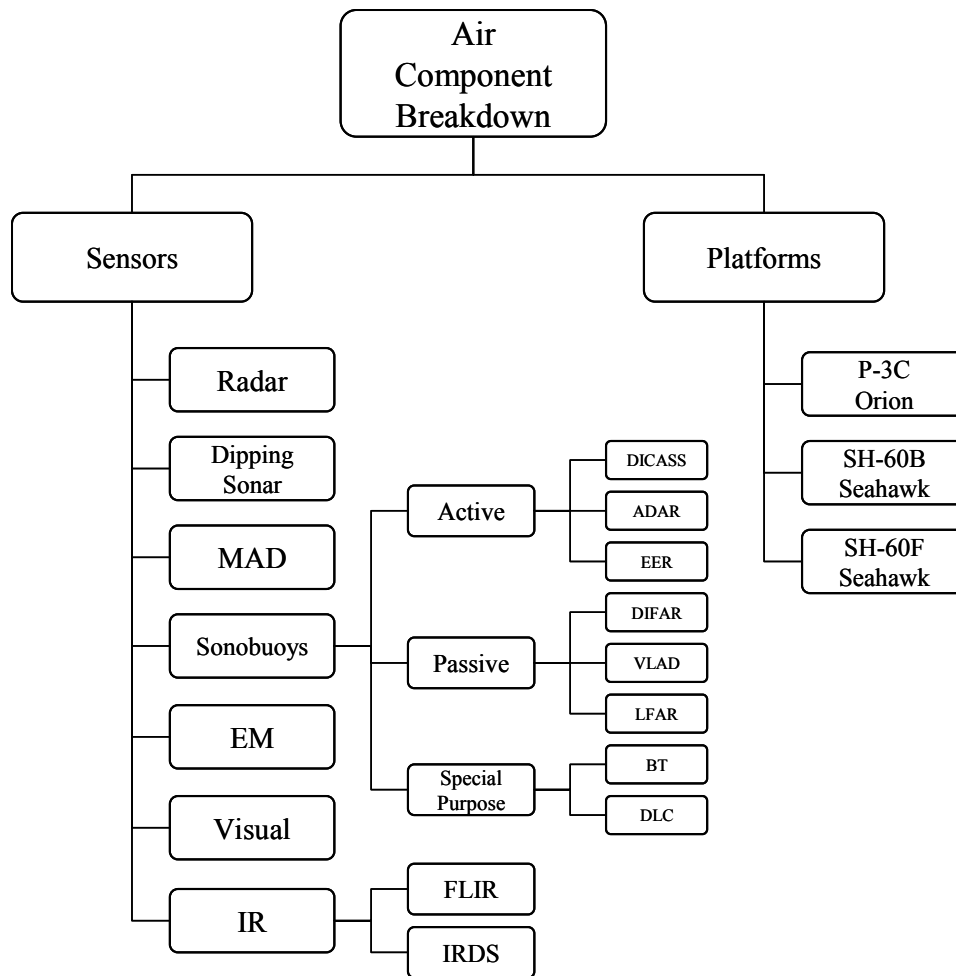 Air
Component
Breakdown
Sensors
Platforms
Radar
Dipping
Sonar
MAD
Sonobuoys
EM
Visual
IR
Active
Passive
Special
Purpose
FLIR
IRDS
DICASS
ADAR
EER
DIFAR
VLAD
LFAR
BT
DLC
P-3C
Orion
SH-60B
Seahawk
SH-60F
Seahawk